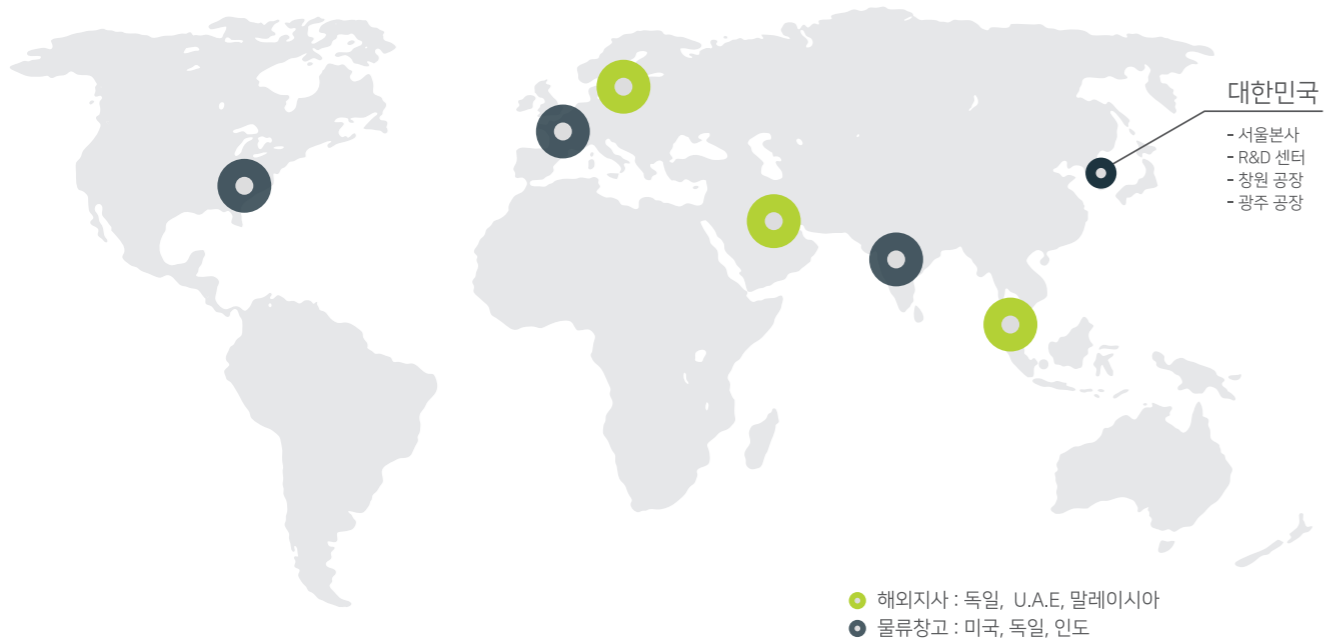 대한민국
- 서울본사
- R&D 센터
- 창원 공장
- 광주 공장
해외지사 : 독일, U.A.E, 말레이시아
물류창고 : 미국, 독일, 인도